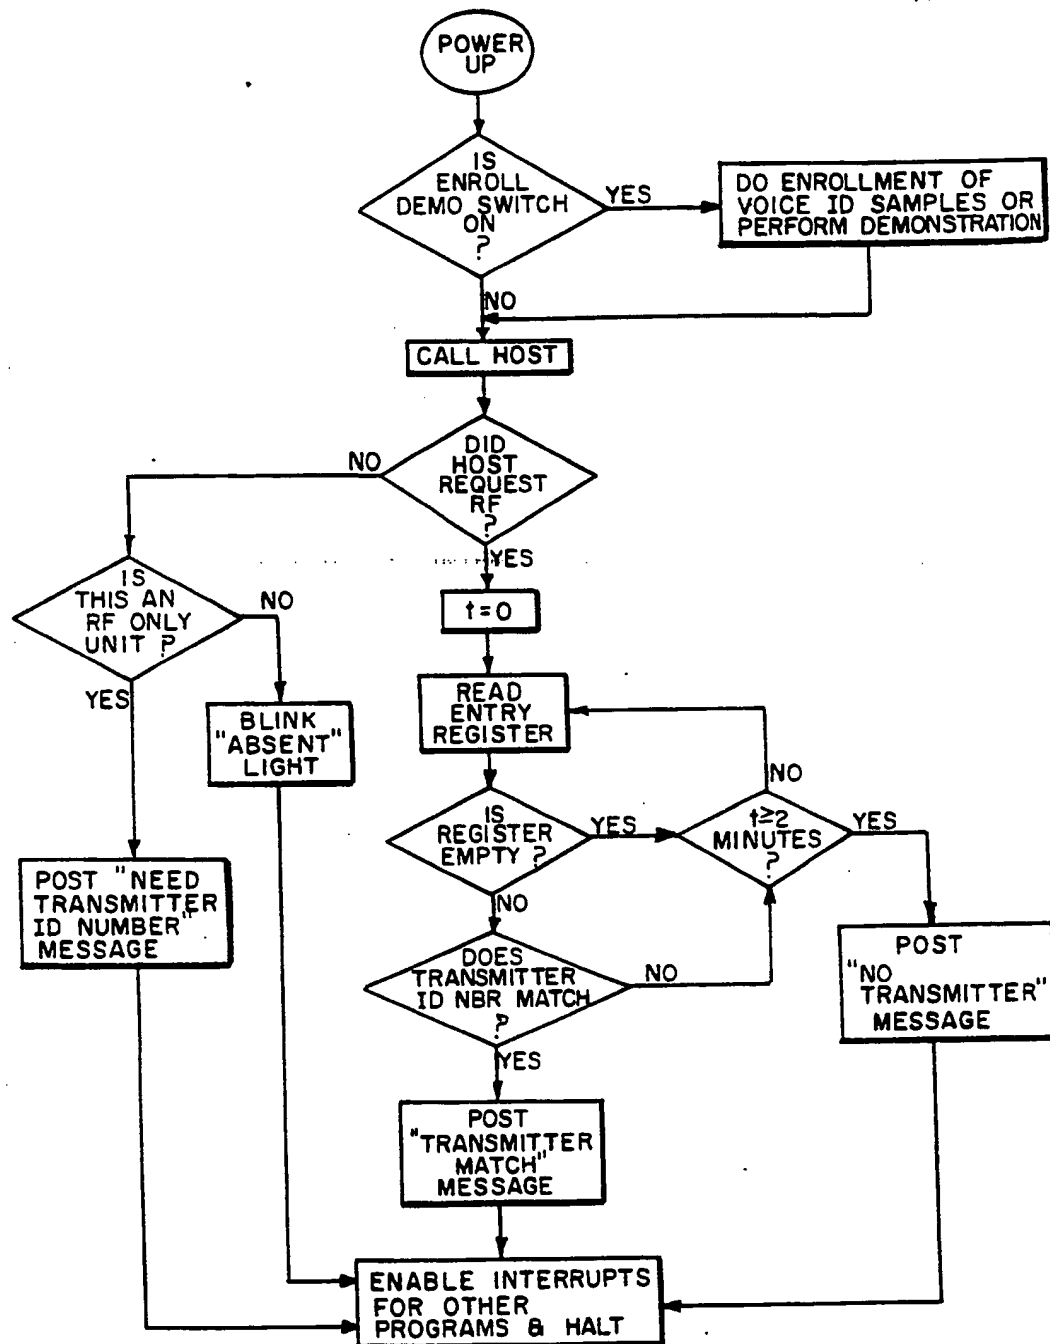 POWER
UP
IS
ENROLL
DEMO SWITCH
ON
?
YES
DO ENROLLMENT OF
VOICE ID SAMPLES OR
PERFORM DEMONSTRATION
NO
CALL HOST
DID
HOST
REQUEST
RF
?
NO
YES
IS
THIS AN
RF ONLY
UNIT ?
NO
YES
t=0
READ
ENTRY
REGISTER
BLINK
"ABSENT"
LIGHT
NO
IS
REGISTER
EMPTY ?
YES
t≥2
MINUTES
?
YES
POST "NEED
TRANSMITTER
ID NUMBER"
MESSAGE
NO
DOES
TRANSMITTER
ID NBR MATCH
?
NO
POST
"NO
TRANSMITTER"
MESSAGE
YES
POST
"TRANSMITTER
MATCH"
MESSAGE
ENABLE INTERRUPTS
FOR OTHER
PROGRAMS & HALT